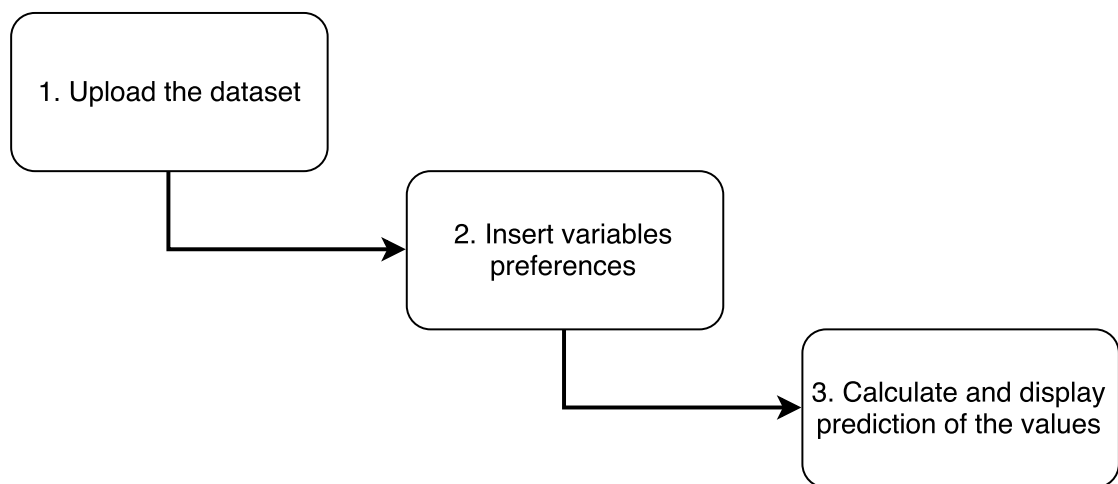 1. Upload the dataset
2. Insert variables
preferences
3. Calculate and display
prediction of the values